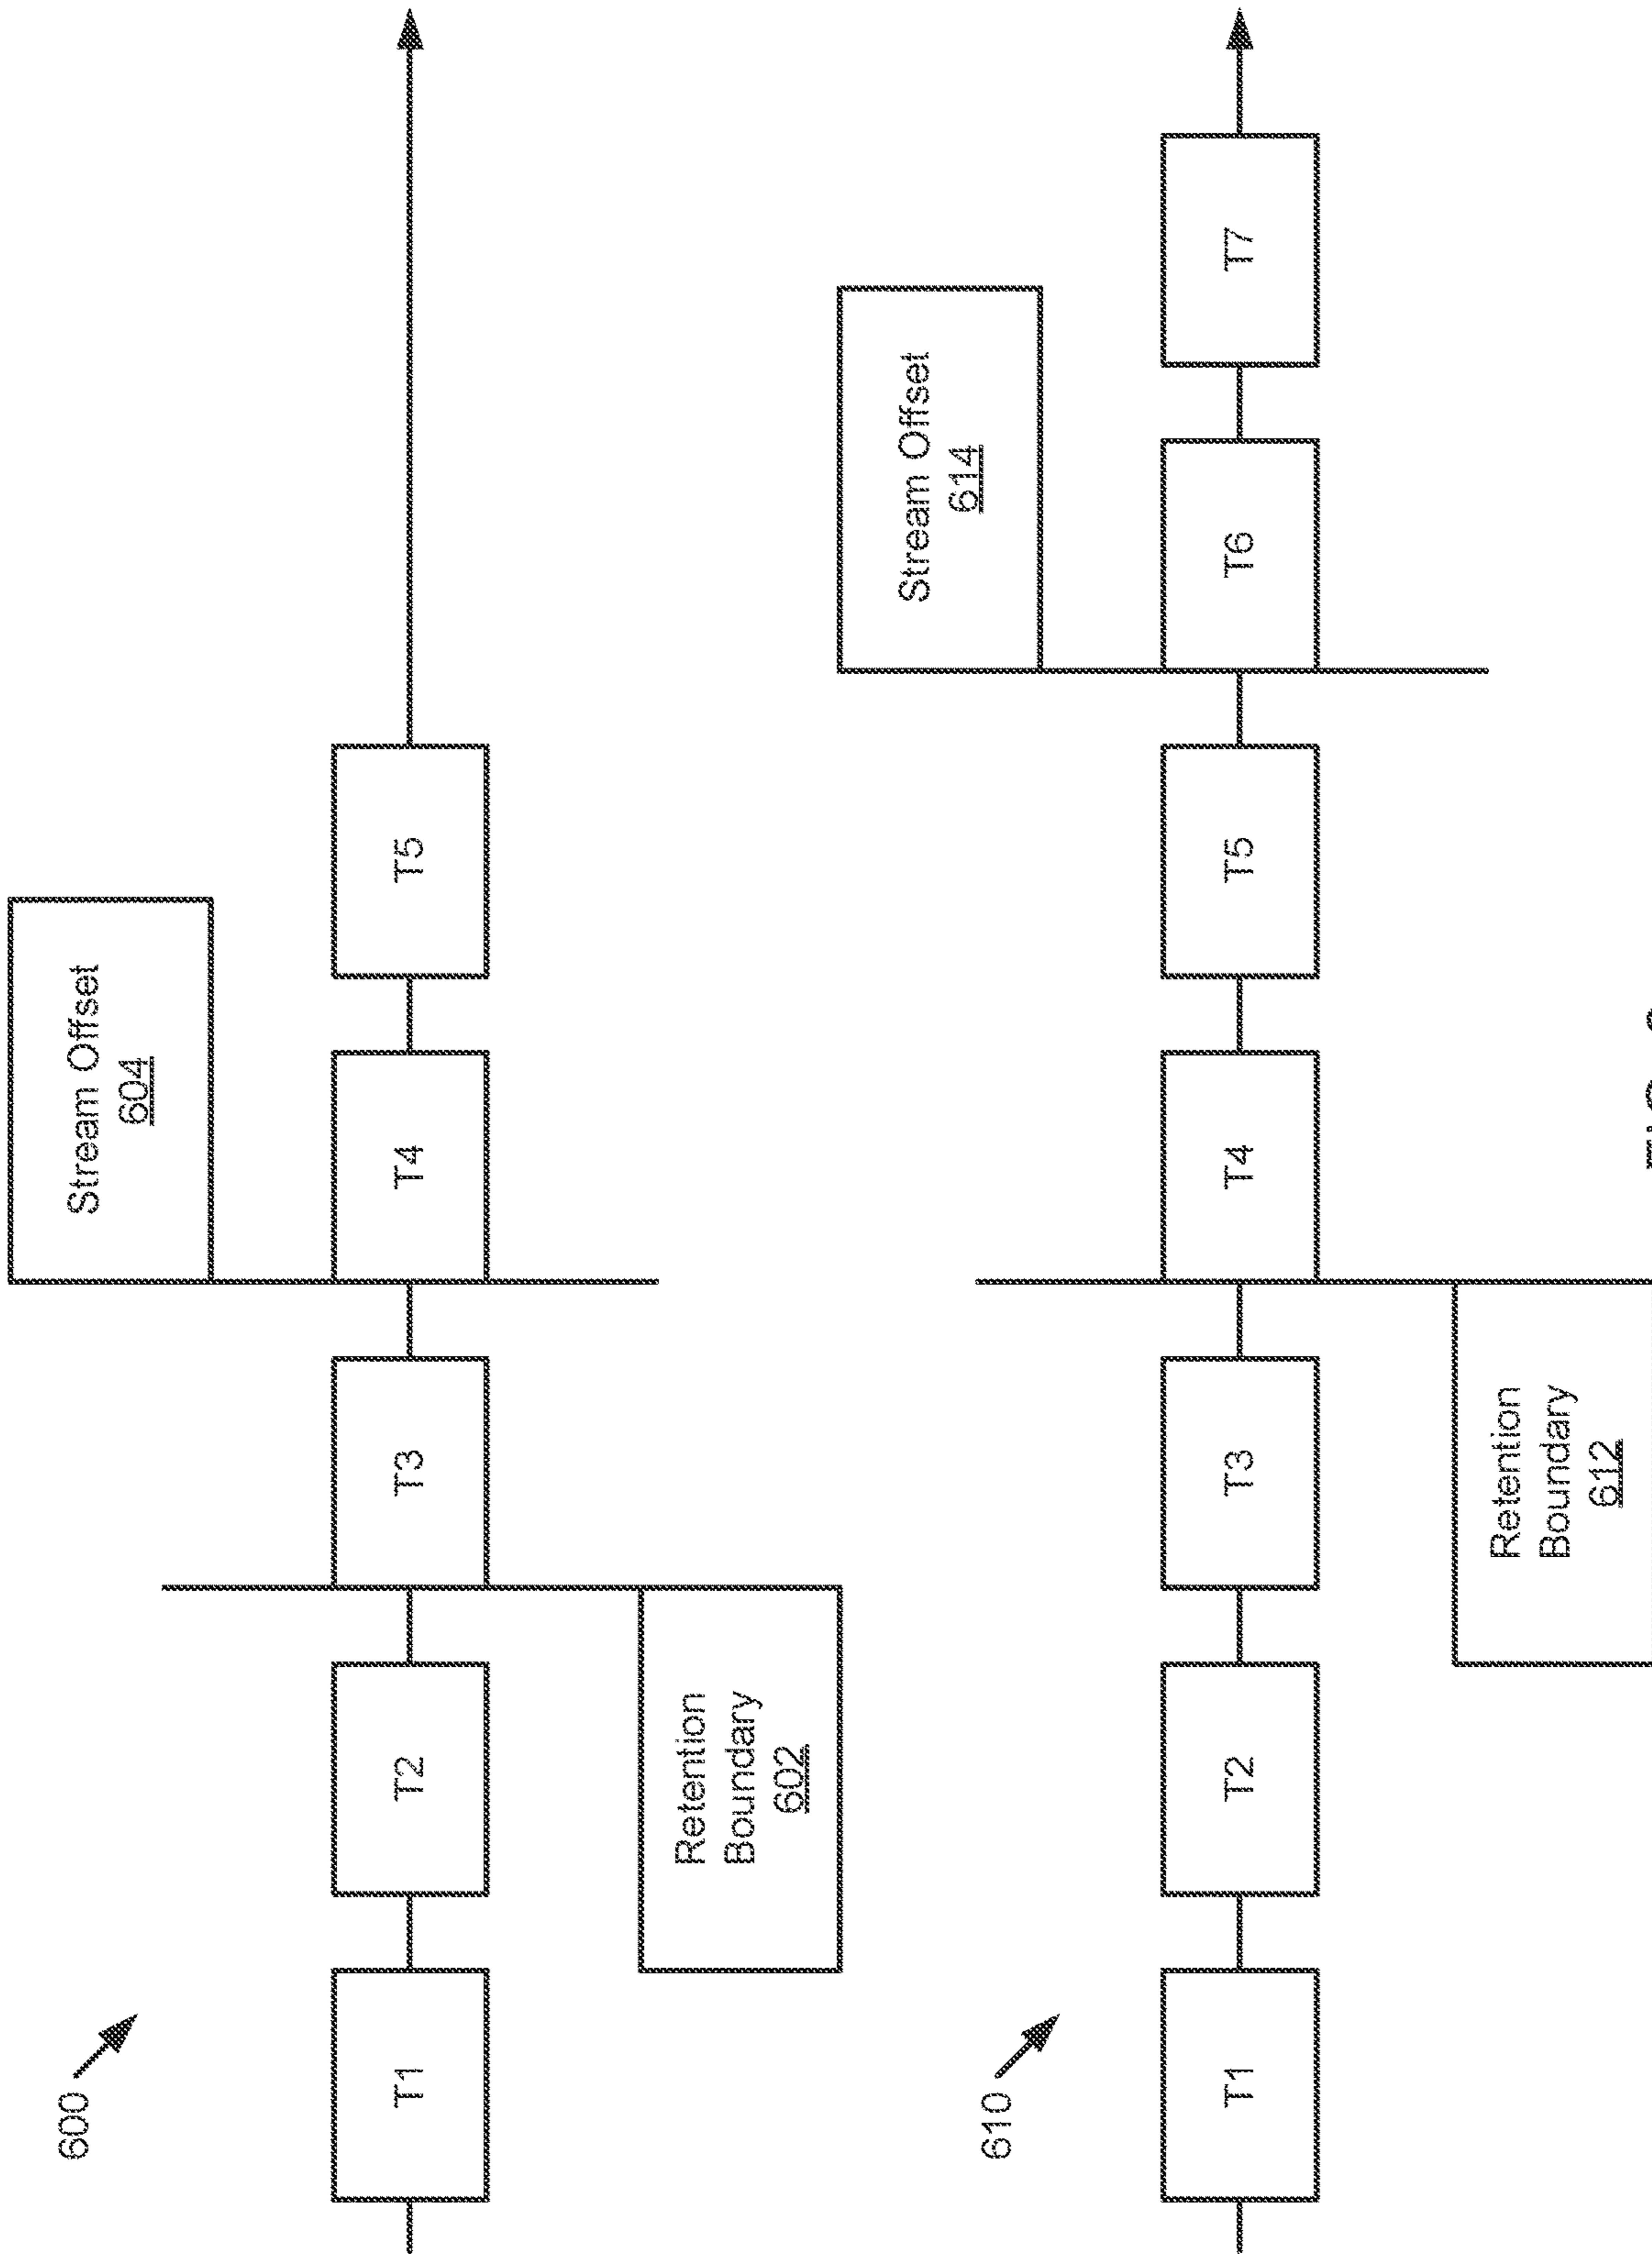 600
Stream Offset
604
T1
T2
T3
T4
T5
Retention
Boundary
602
610
Stream Offset
614
T1
T2
T3
T4
T5
T6
T7
Retention
Boundary
612